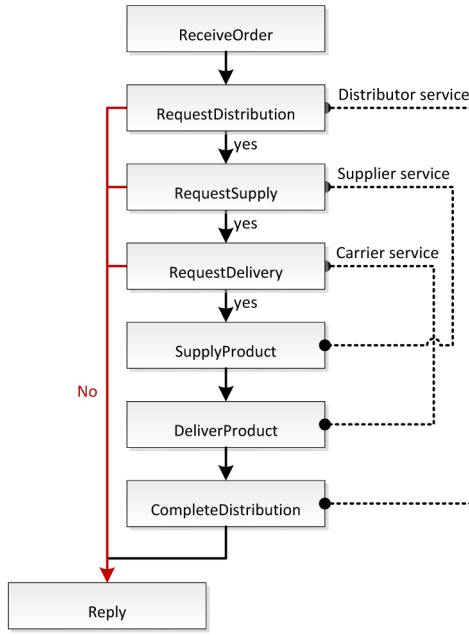 ReceiveOrder
Distributor service
RequestDistribution
yes
Supplier service
RequestSupply
yes
Carrier service
RequestDelivery
yes
SupplyProduct
No
DeliverProduct
CompleteDistribution
Reply